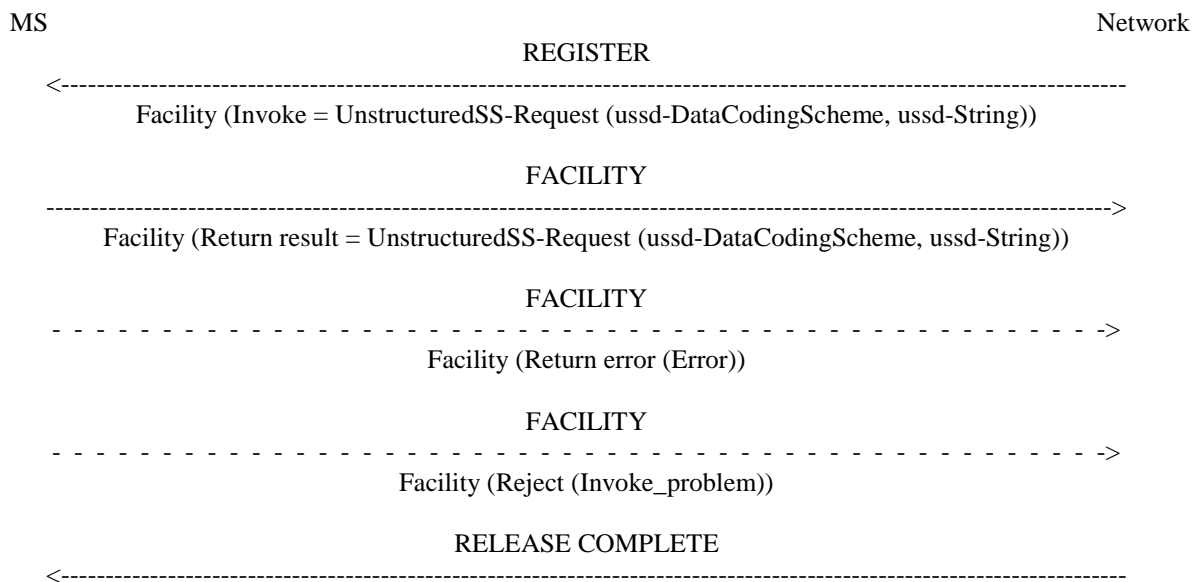 MS Network
REGISTER
<------------------------------------------------------------------------------------------------------------------------
Facility (Invoke = UnstructuredSS-Request (ussd-DataCodingScheme, ussd-String))
FACILITY
------------------------------------------------------------------------------------------------------------------------>
Facility (Return result = UnstructuredSS-Request (ussd-DataCodingScheme, ussd-String))
FACILITY
- - - - - - - - - - - - - - - - - - - - - - - - - - - - - - - - - - - - - - - - - - - - - - - - - - - - - - - - - ->
Facility (Return error (Error))
FACILITY
- - - - - - - - - - - - - - - - - - - - - - - - - - - - - - - - - - - - - - - - - - - - - - - - - - - - - - - - - ->
Facility (Reject (Invoke_problem))
RELEASE COMPLETE
<------------------------------------------------------------------------------------------------------------------------